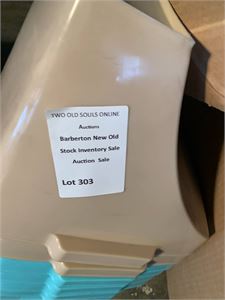 TWO OLD SOULS ONLINE
Auctions
Barberton New Old
Stock Inventory Sale
Auction Sale
Lot 303